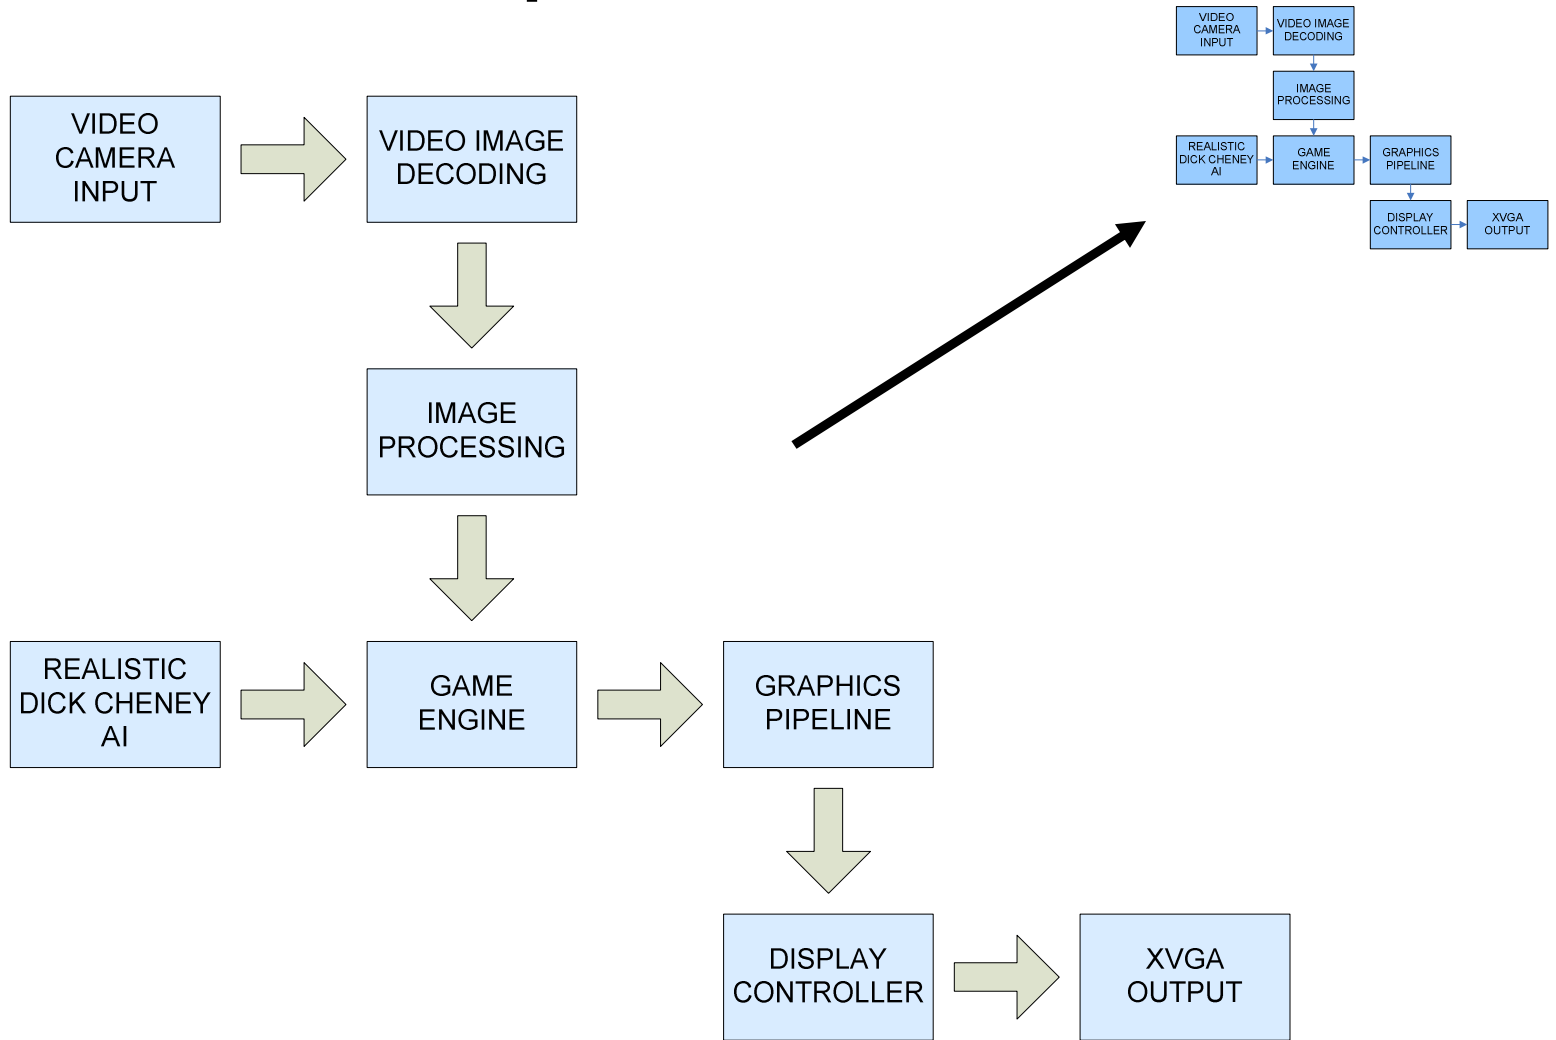 VIDEO
CAMERA
INPUT
VIDEO IMAGE
DECODING
IMAGE
PROCESSING
REALISTIC
DICK CHENEY
AI
GAME
ENGINE
GRAPHICS
PIPELINE
DISPLAY
CONTROLLER
XVGA
OUTPUT
VIDEO
CAMERA
INPUT
VIDEO IMAGE
DECODING
IMAGE
PROCESSING
REALISTIC
DICK CHENEY
AI
GAME
ENGINE
GRAPHICS
PIPELINE
DISPLAY
CONTROLLER
XVGA
OUTPUT